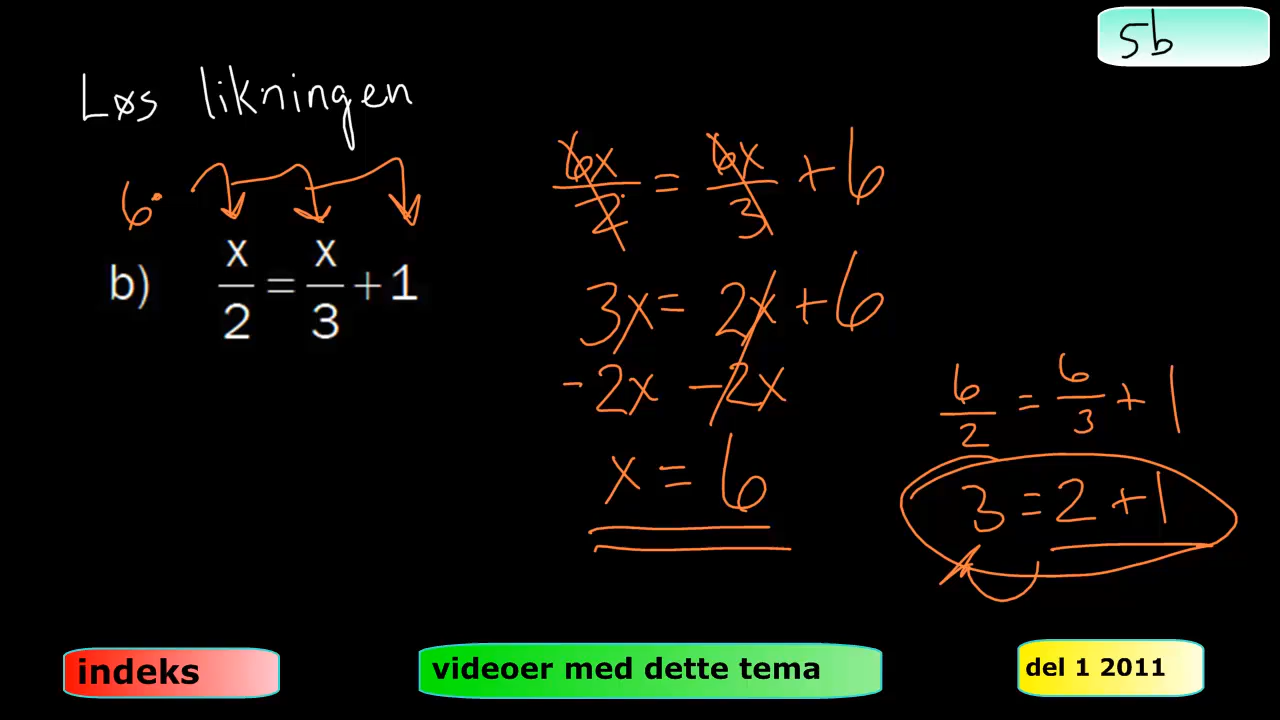 5b
Løs likningen
6·
b) x/2 = x/3 + 1
6x/2 = 6x/3 + 6
3x = 2x + 6
-2x -2x
x = 6
6/2 = 6/3 + 1
3 = 2 + 1
indeks
videoer med dette tema
del 1 2011